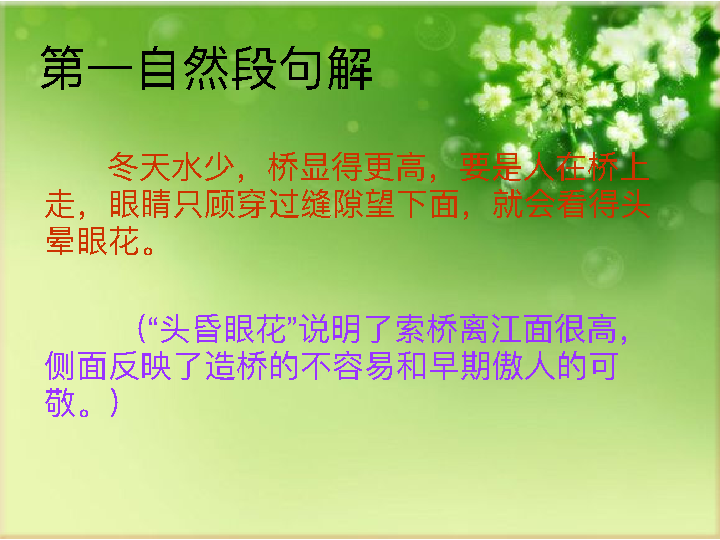 第一自然段句解
冬天水少，桥显得更高，要是人在桥上
走，眼睛只顾穿过缝隙望下面，就会看得头
晕眼花。
（“头昏眼花”说明了索桥离江面很高，
侧面反映了造桥的不容易和早期傲人的可
敬。）